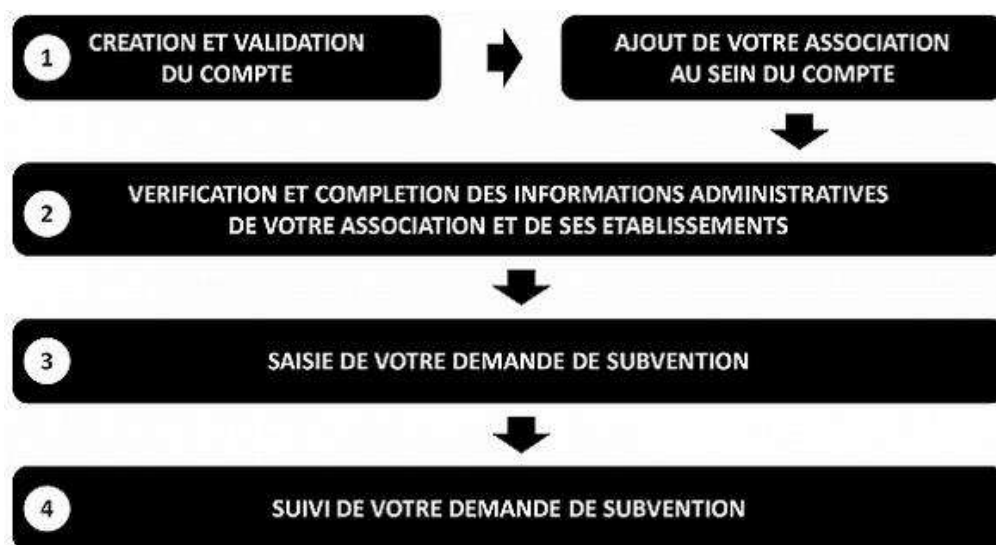 1
CREATION ET VALIDATION
DU COMPTE
AJOUT DE VOTRE ASSOCIATION
AU SEIN DU COMPTE
2
VERIFICATION ET COMPLETION DES INFORMATIONS ADMINISTRATIVES
DE VOTRE ASSOCIATION ET DE SES ETABLISSEMENTS
3
SAISIE DE VOTRE DEMANDE DE SUBVENTION
4
SUIVI DE VOTRE DEMANDE DE SUBVENTION